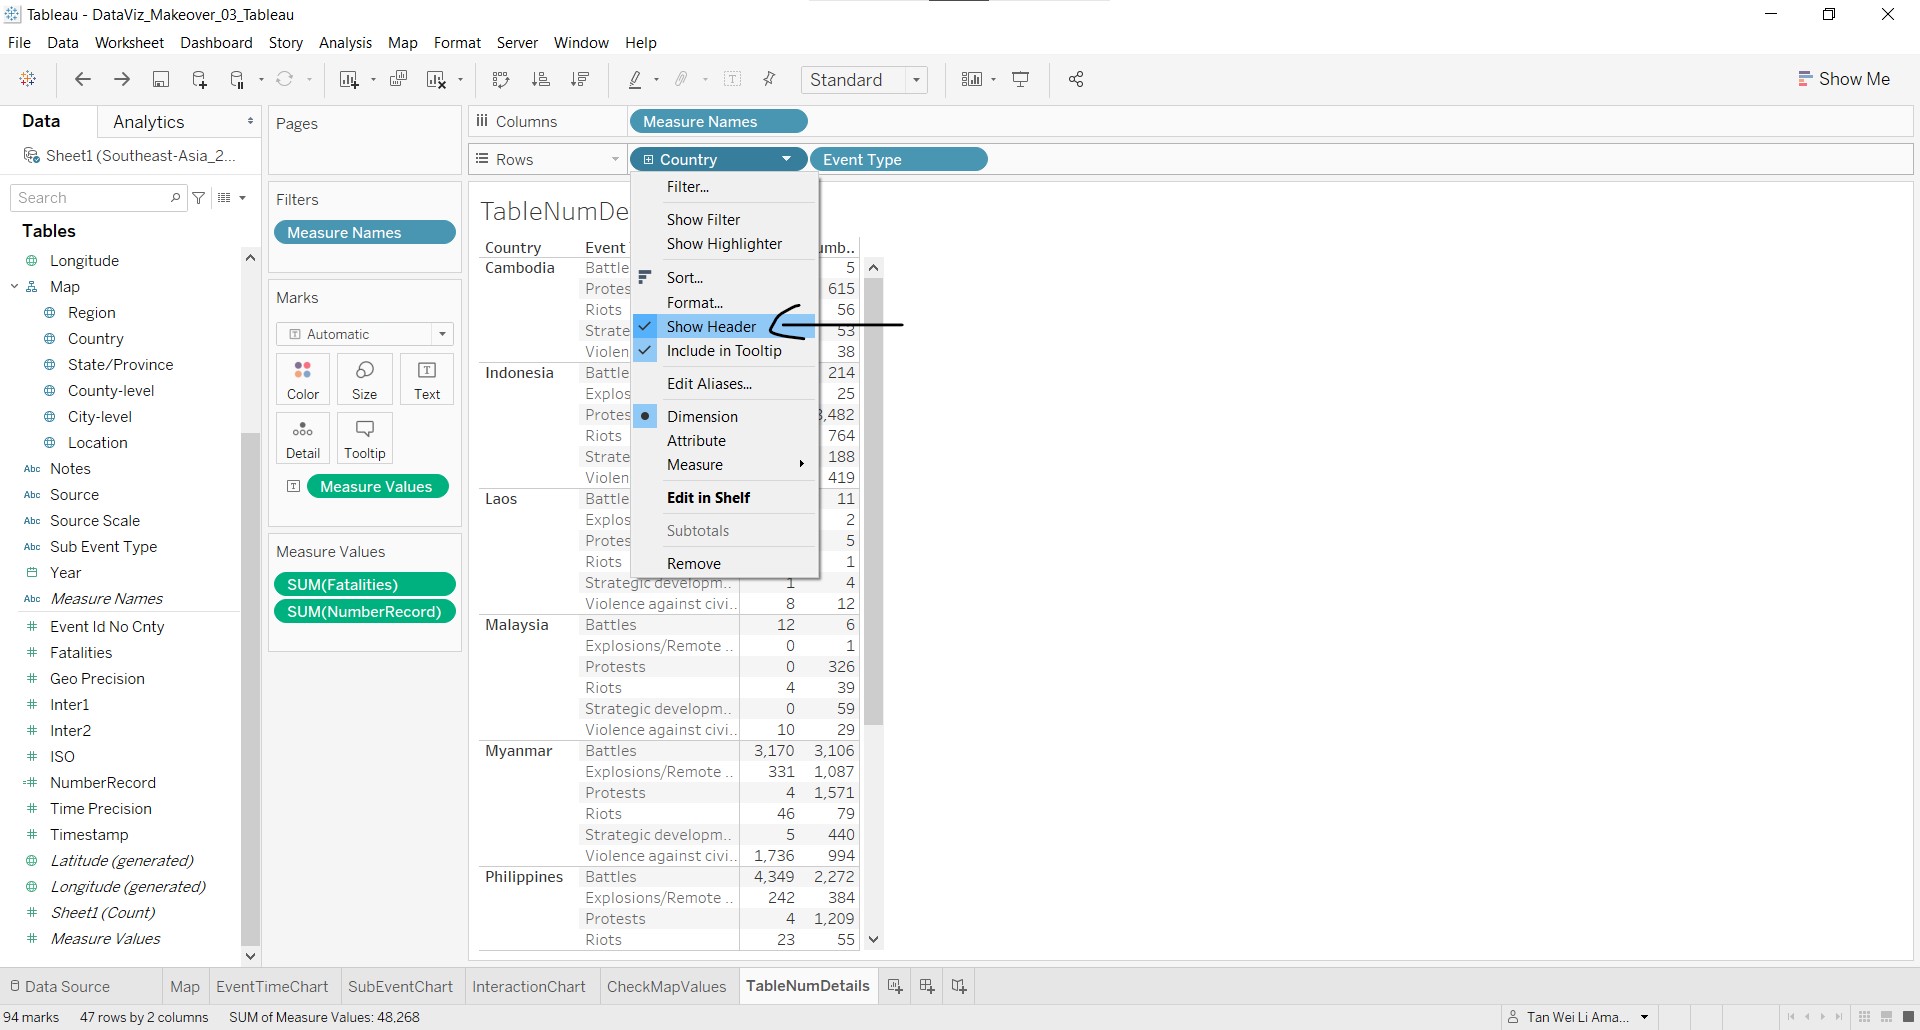 Tableau - DataViz_Makeover_03_Tableau
File Data Worksheet Dashboard Story Analysis Map Format Server Window Help
Standard
Show Me
Data Analytics
Sheet1 (Southeast-Asia_2...
Search
Tables
Longitude
Map
Region
Country
State/Province
County-level
City-level
Location
Abc Notes
Abc Source
Abc Source Scale
Abc Sub Event Type
Year
Abc Measure Names
# Event Id No Cnty
# Fatalities
# Geo Precision
# Inter1
# Inter2
# ISO
=# NumberRecord
# Time Precision
# Timestamp
Latitude (generated)
Longitude (generated)
# Sheet1 (Count)
# Measure Values
Pages
Filters
Measure Names
Marks
T Automatic
Color Size T Text
Detail Tooltip
T Measure Values
Measure Values
SUM(Fatalities)
SUM(NumberRecord)
iii Columns Measure Names
Rows Country Event Type
Filter...
Show Filter
Show Highlighter
Sort...
Format...
Show Header
Include in Tooltip
Edit Aliases...
Dimension
Attribute
Measure
Edit in Shelf
Subtotals
Remove
TableNumDe
Country Event umb..
Cambodia Battle 5
Protes 615
Riots 56
Strate 53
Violen 38
Indonesia Battle 214
Explos 25
Protes 3,482
Riots 764
Strate 188
Violen 419
Laos Battle 11
Explos 2
Protes 5
Riots 1
Strategic developm.. 1 4
Violence against civi.. 8 12
Malaysia Battles 12 6
Explosions/Remote .. 0 1
Protests 0 326
Riots 4 39
Strategic developm.. 0 59
Violence against civi.. 10 29
Myanmar Battles 3,170 3,106
Explosions/Remote .. 331 1,087
Protests 4 1,571
Riots 46 79
Strategic developm.. 5 440
Violence against civi.. 1,736 994
Philippines Battles 4,349 2,272
Explosions/Remote .. 242 384
Protests 4 1,209
Riots 23 55
Data Source Map EventTimeChart SubEventChart InteractionChart CheckMapValues TableNumDetails
94 marks 47 rows by 2 columns SUM of Measure Values: 48,268
Tan Wei Li Ama...